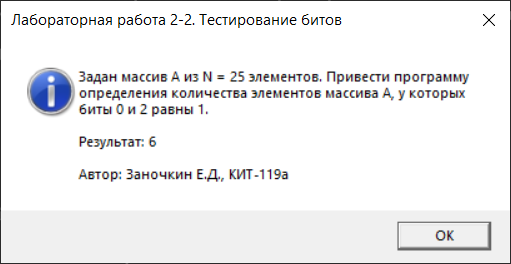 Лабораторная работа 2-2. Тестирование битов
Задан массив А из N = 25 элементов. Привести программу
определения количества элементов массива А, у которых
биты 0 и 2 равны 1.
Результат: 6
Автор: Заночкин Е.Д., КИТ-119а
ОК